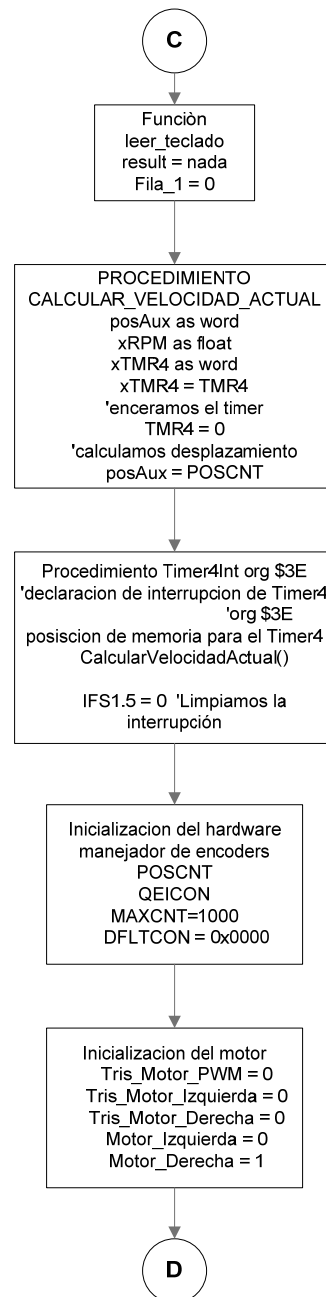 C
Funciòn
leer_teclado
result = nada
Fila_1 = 0
PROCEDIMIENTO
CALCULAR_VELOCIDAD_ACTUAL
posAux as word
xRPM as float
xTMR4 as word
xTMR4 = TMR4
'enceramos el timer
TMR4 = 0
'calculamos desplazamiento
posAux = POSCNT
Procedimiento Timer4Int org $3E
'declaracion de interrupcion de Timer4
'org $3E
posiscion de memoria para el Timer4
CalcularVelocidadActual()
IFS1.5 = 0 'Limpiamos la
interrupción
Inicializacion del hardware
manejador de encoders
POSCNT
QEICON
MAXCNT=1000
DFLTCON = 0x0000
Inicializacion del motor
Tris_Motor_PWM = 0
Tris_Motor_Izquierda = 0
Tris_Motor_Derecha = 0
Motor_Izquierda = 0
Motor_Derecha = 1
D